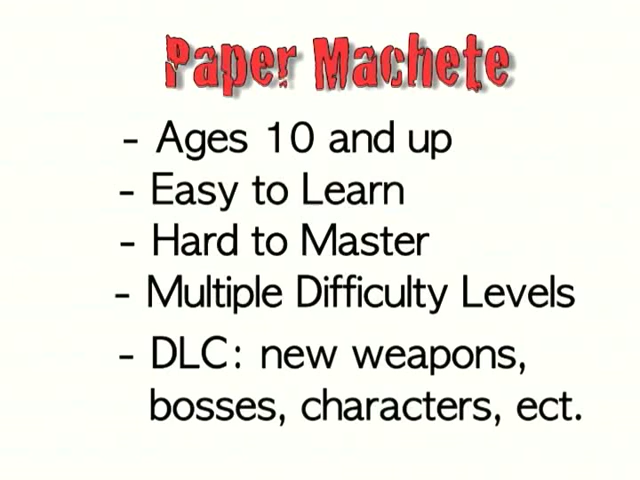 Paper Machete
- Ages 10 and up
- Easy to Learn
- Hard to Master
- Multiple Difficulty Levels
- DLC: new weapons,
bosses, characters, ect.